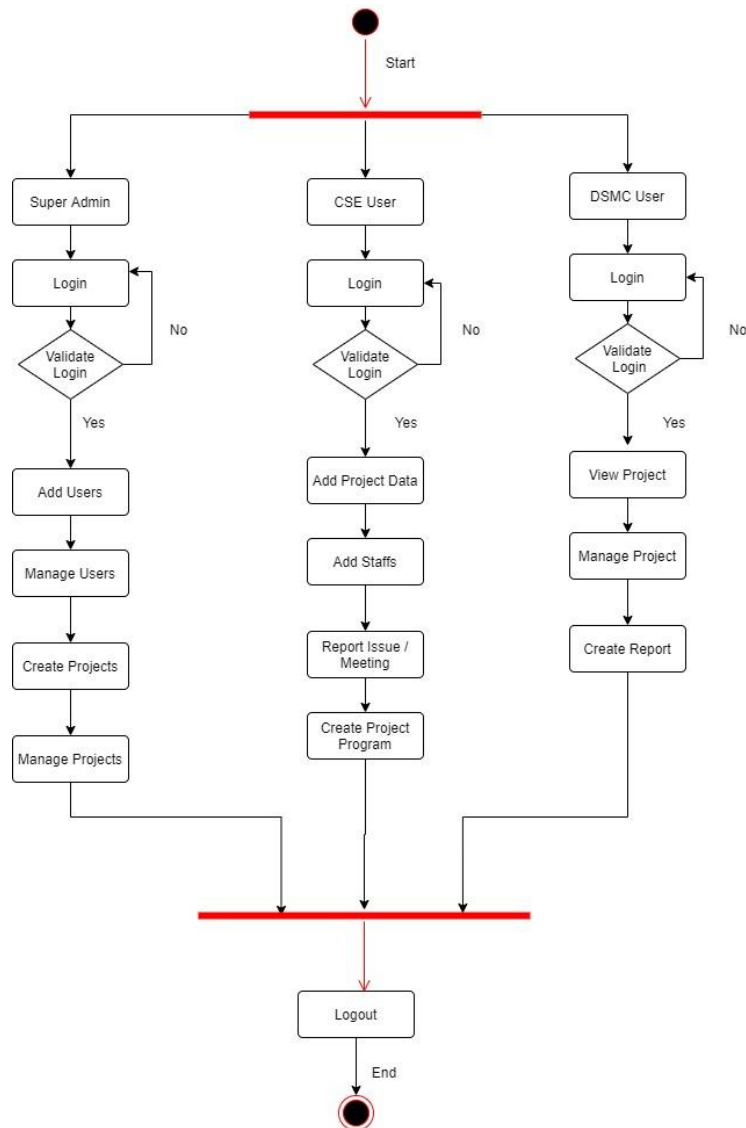 Start
Super Admin
CSE User
DSMC User
Login
Login
Login
No
No
No
Validate
Login
Validate
Login
Validate
Login
Yes
Yes
Yes
Add Users
Add Project Data
View Project
Manage Users
Add Staffs
Manage Project
Create Projects
Report Issue /
Meeting
Create Report
Manage Projects
Create Project
Program
Logout
End